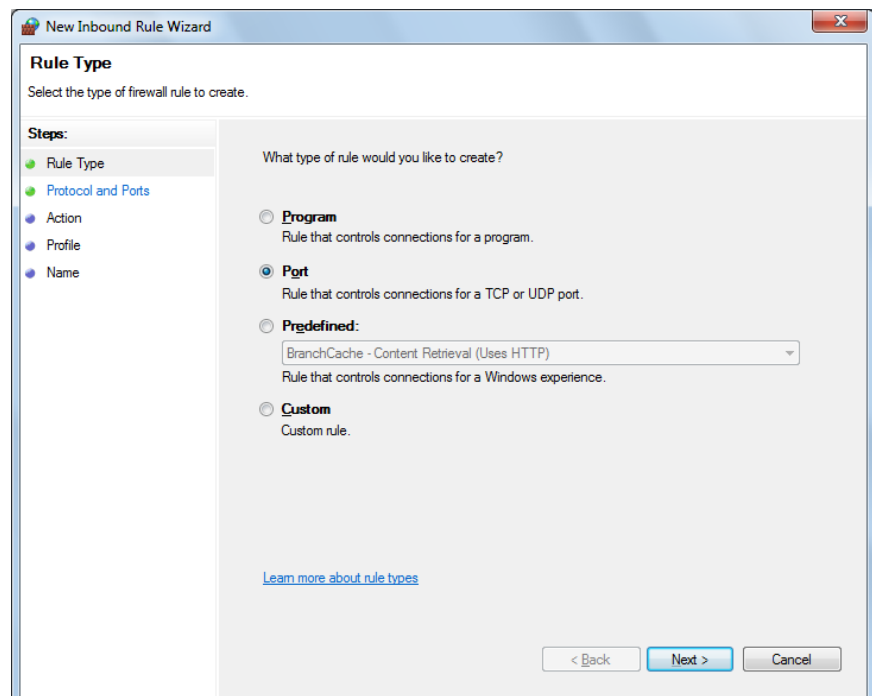 New Inbound Rule Wizard
Rule Type
Select the type of firewall rule to create.
Steps:
Rule Type
Protocol and Ports
Action
Profile
Name
What type of rule would you like to create?
Program
Rule that controls connections for a program.
Port
Rule that controls connections for a TCP or UDP port.
Predefined:
BranchCache - Content Retrieval (Uses HTTP)
Rule that controls connections for a Windows experience.
Custom
Custom rule.
Learn more about rule types
< Back Next > Cancel